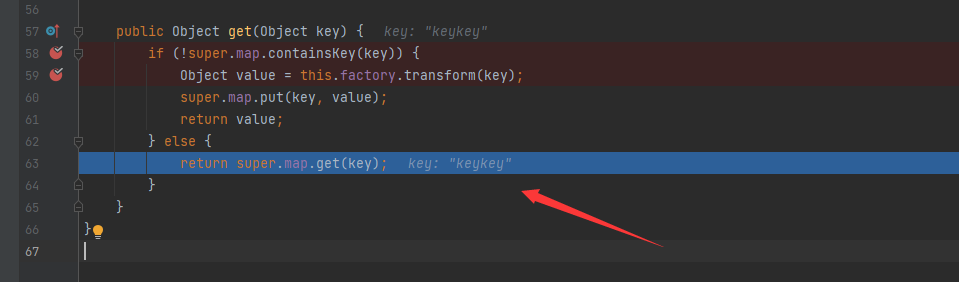 56
57 public Object get(Object key) { key: "keykey"
58 if (!super.map.containsKey(key)) {
59 Object value = this.factory.transform(key);
60 super.map.put(key, value);
61 return value;
62 } else {
63 return super.map.get(key); key: "keykey"
64 }
65 }
66 }
67